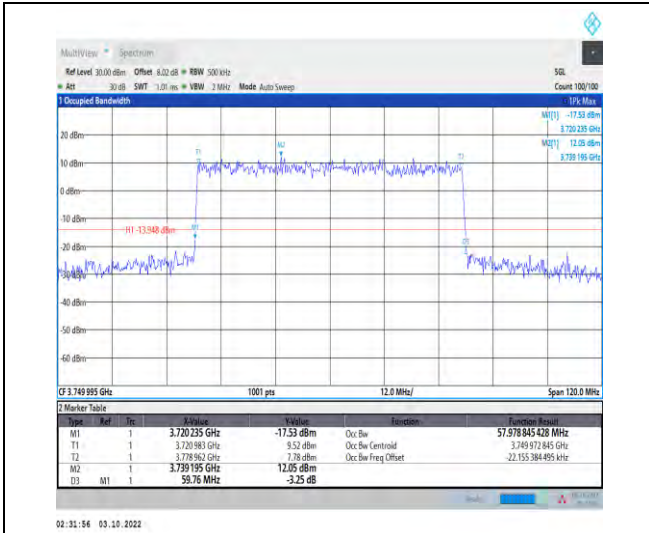 MultiView Spectrum
Ref Level 30.00 dBm Offset 8.02 dB RBW 500 kHz SGL
Att 30 dB SWT 1.01 ms VBW 2 MHz Mode Auto Sweep Count 100/100
1 Occupied Bandwidth 1Pk Max
M1[1] -17.53 dBm
3.720 235 GHz
M2[1] 12.05 dBm
3.739 195 GHz
20 dBm
M2
T1 T2
10 dBm
0 dBm
-10 dBm
H1 -13.948 dBm M1
-20 dBm
D3
-30 dBm
-40 dBm
-50 dBm
-60 dBm
CF 3.749 995 GHz 1001 pts 12.0 MHz/ Span 120.0 MHz
2 Marker Table
Type Ref Trc X-Value Y-Value Function Function Result
M1 1 3.720 235 GHz -17.53 dBm Occ Bw 57.978 845 428 MHz
T1 1 3.720 983 GHz 9.52 dBm Occ Bw Centroid 3.749 972 845 GHz
T2 1 3.778 962 GHz 7.78 dBm Occ Bw Freq Offset -22.155 384 495 kHz
M2 1 3.739 195 GHz 12.05 dBm
D3 M1 1 59.76 MHz -3.25 dB
02:31:56 03.10.2022